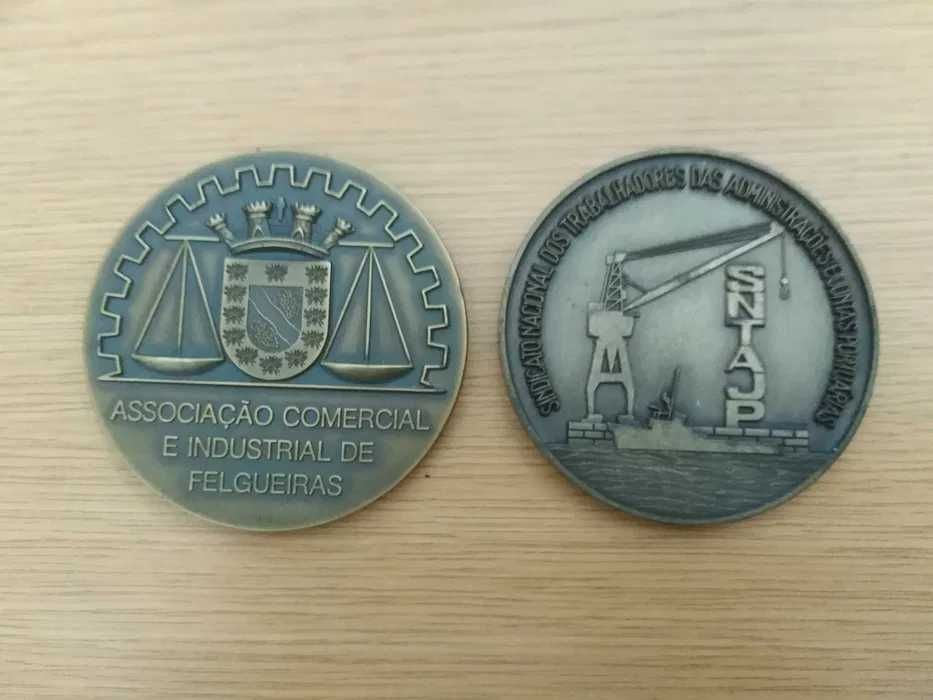 ASSOCIAÇÃO COMERCIAL
E INDUSTRIAL DE
FELGUEIRAS
SINDICATO NACIONAL DOS TRABALHADORES DAS ADMINISTRAÇÕES E JUNTAS PORTUÁRIAS
SNTAJP